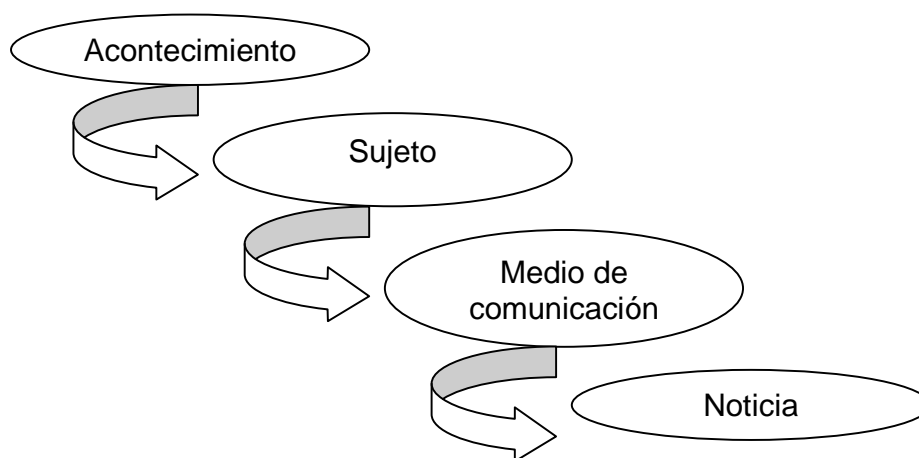 Acontecimiento
Sujeto
Medio de
comunicación
Noticia